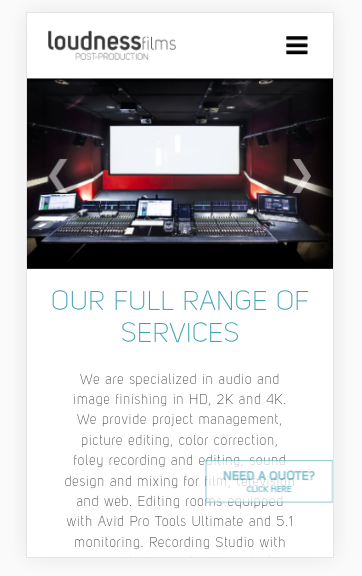 loudnessfilms
POST-PRODUCTION
OUR FULL RANGE OF
SERVICES
We are specialized in audio and
image finishing in HD, 2K and 4K.
We provide project management,
picture editing, color correction,
foley recording and editing, sound
design and mixing for film, television
and web. Editing rooms equipped
with Avid Pro Tools Ultimate and 5.1
monitoring. Recording Studio with
NEED A QUOTE?
CLICK HERE